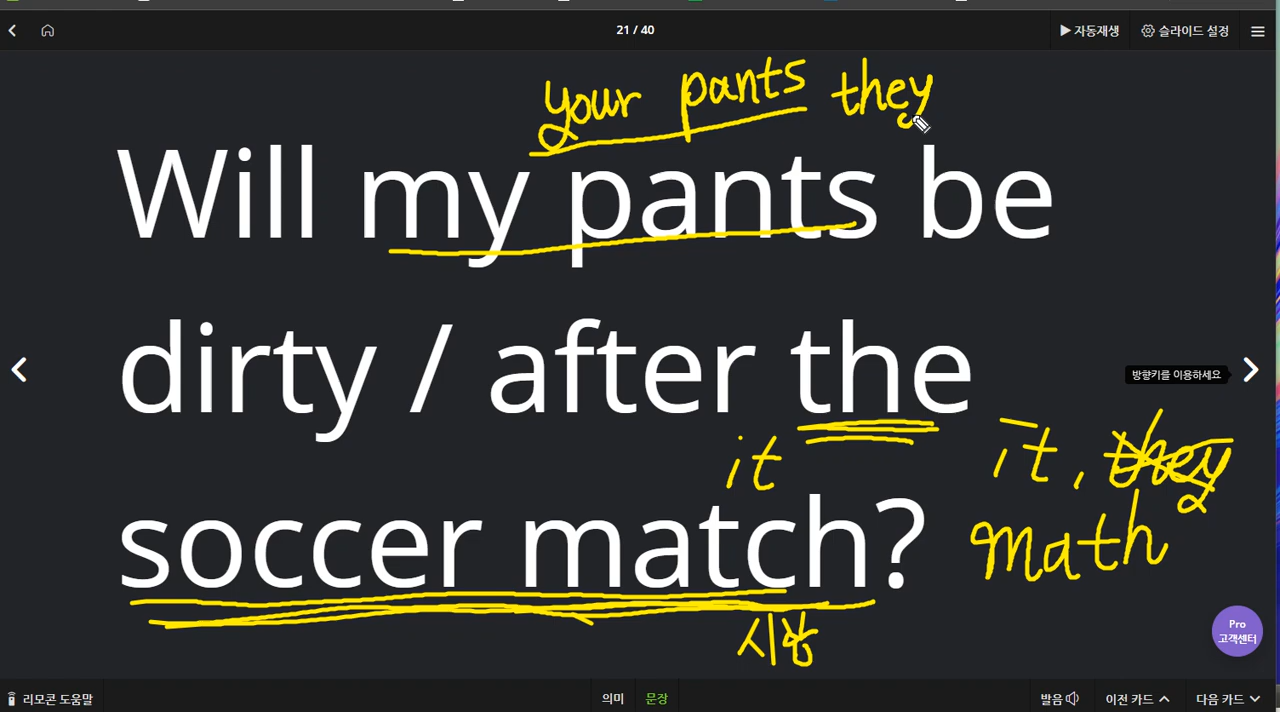 21 / 40
▶ 자동재생
슬라이드 설정
your pants they
Will my pants be
dirty / after the
방향키를 이용하세요
it
it, they
soccer match?
math
Pro
고객센터
리모콘 도움말
의미
문장
발음
이전 카드
다음 카드